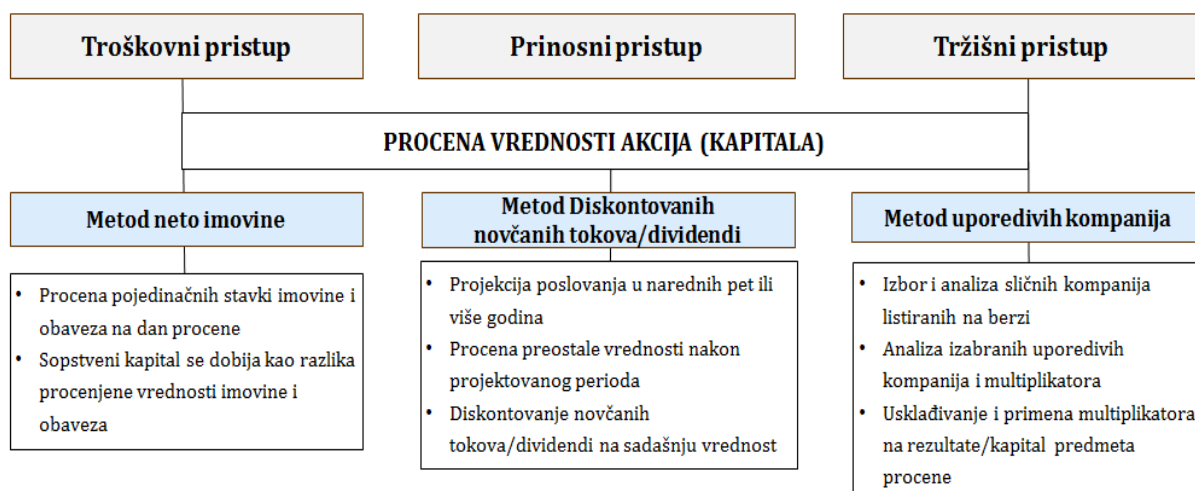 Troškovni pristup
Prinosni pristup
Tržišni pristup
PROCENA VREDNOSTI AKCIJA (KAPITALA)
Metod neto imovine
• Procena pojedinačnih stavki imovine i
obaveza na dan procene
• Sopstveni kapital se dobija kao razlika
procenjene vrednosti imovine i
obaveza
Metod Diskontovanih
novčanih tokova/dividendi
• Projekcija poslovanja u narednih pet ili
više godina
• Procena preostale vrednosti nakon
projektovanog perioda
• Diskontovanje novčanih
tokova/dividendi na sadašnju vrednost
Metod uporedivih kompanija
• Izbor i analiza sličnih kompanija
listiranih na berzi
• Analiza izabranih uporedivih
kompanija i multiplikatora
• Usklađivanje i primena multiplikatora
na rezultate/kapital predmeta
procene